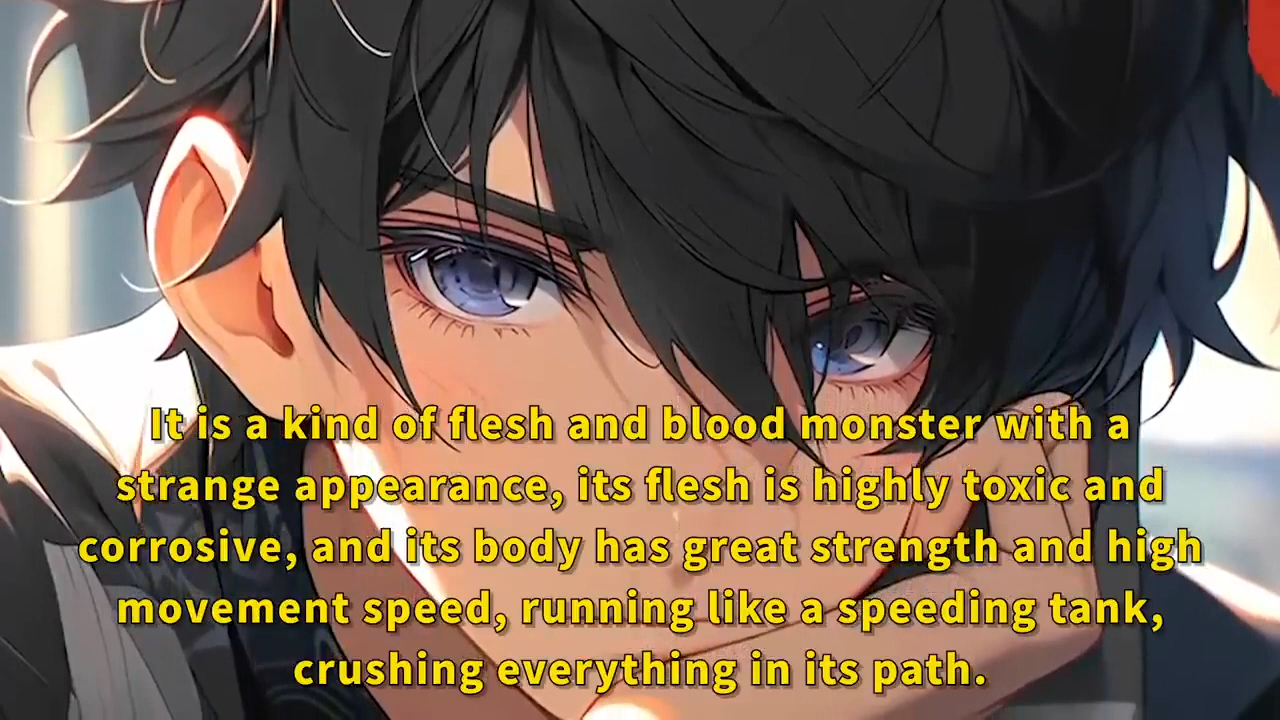 It is a kind of flesh and blood monster with a
strange appearance, its flesh is highly toxic and
corrosive, and its body has great strength and high
movement speed, running like a speeding tank,
crushing everything in its path.